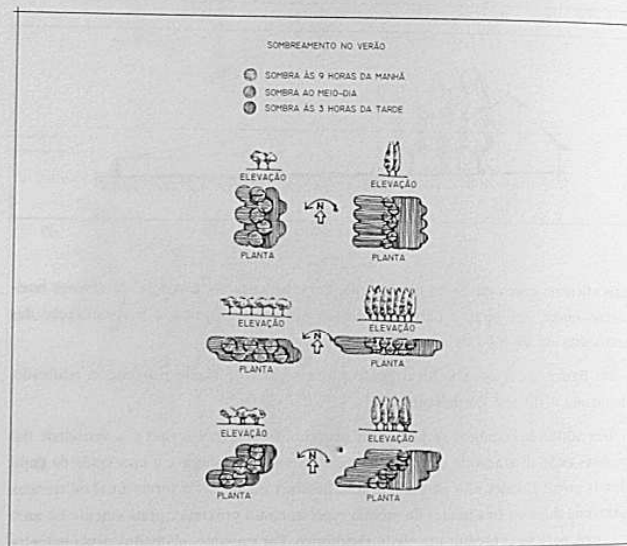 SOMBREAMENTO NO VERÃO
SOMBRA ÀS 9 HORAS DA MANHÃ
SOMBRA AO MEIO-DIA
SOMBRA ÀS 3 HORAS DA TARDE
ELEVAÇÃO
ELEVAÇÃO
N
PLANTA
PLANTA
ELEVAÇÃO
ELEVAÇÃO
N
PLANTA
PLANTA
ELEVAÇÃO
ELEVAÇÃO
N
PLANTA
PLANTA